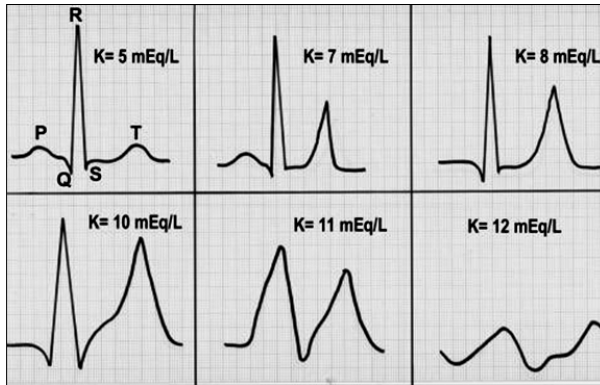 R
K= 5 mEq/L
P
T
Q
S
K= 7 mEq/L
K= 8 mEq/L
K= 10 mEq/L
K= 11 mEq/L
K= 12 mEq/L